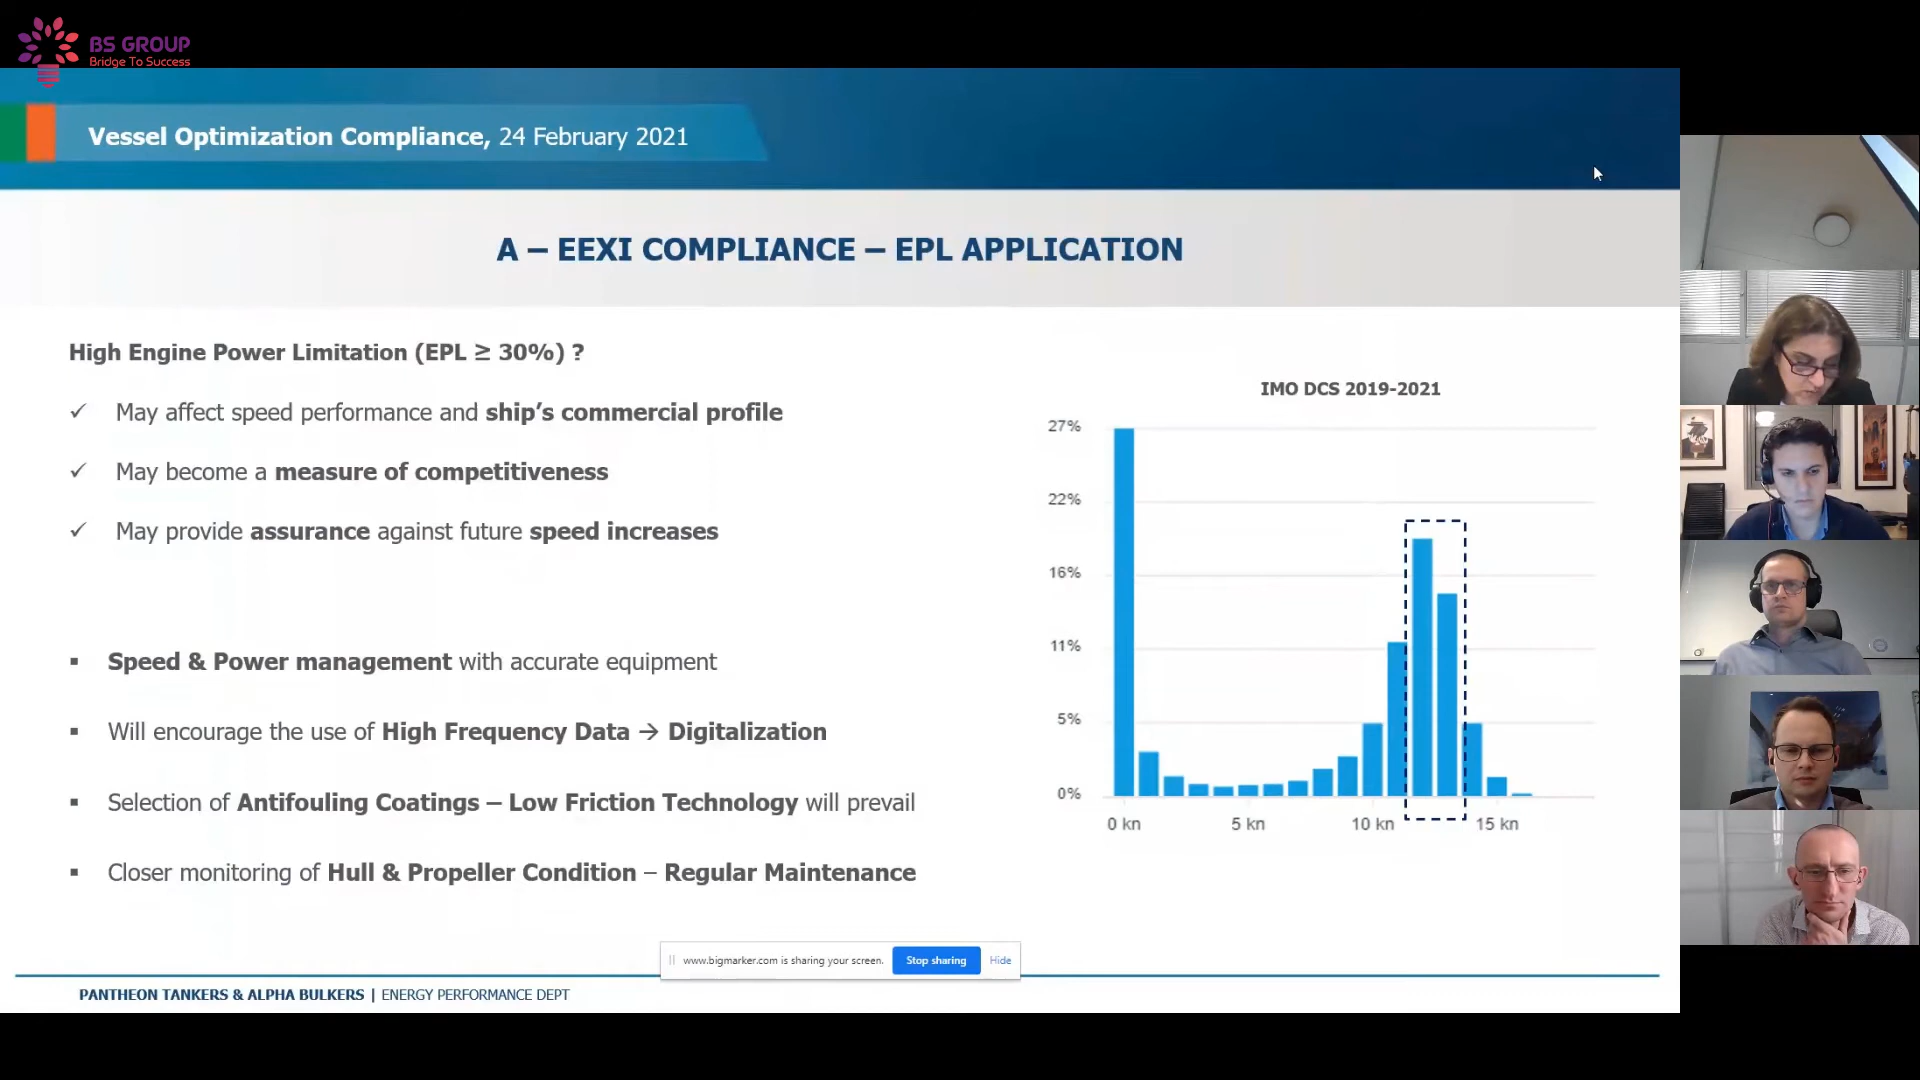 BS GROUP
Bridge To Success
Vessel Optimization Compliance, 24 February 2021
A – EEXI COMPLIANCE – EPL APPLICATION
High Engine Power Limitation (EPL ≥ 30%) ?
✓ May affect speed performance and ship's commercial profile
✓ May become a measure of competitiveness
✓ May provide assurance against future speed increases
▪ Speed & Power management with accurate equipment
▪ Will encourage the use of High Frequency Data → Digitalization
▪ Selection of Antifouling Coatings – Low Friction Technology will prevail
▪ Closer monitoring of Hull & Propeller Condition – Regular Maintenance
IMO DCS 2019-2021
27%
22%
16%
11%
5%
0%
0 kn 5 kn 10 kn 15 kn
www.bigmarker.com is sharing your screen. Stop sharing Hide
PANTHEON TANKERS & ALPHA BULKERS | ENERGY PERFORMANCE DEPT